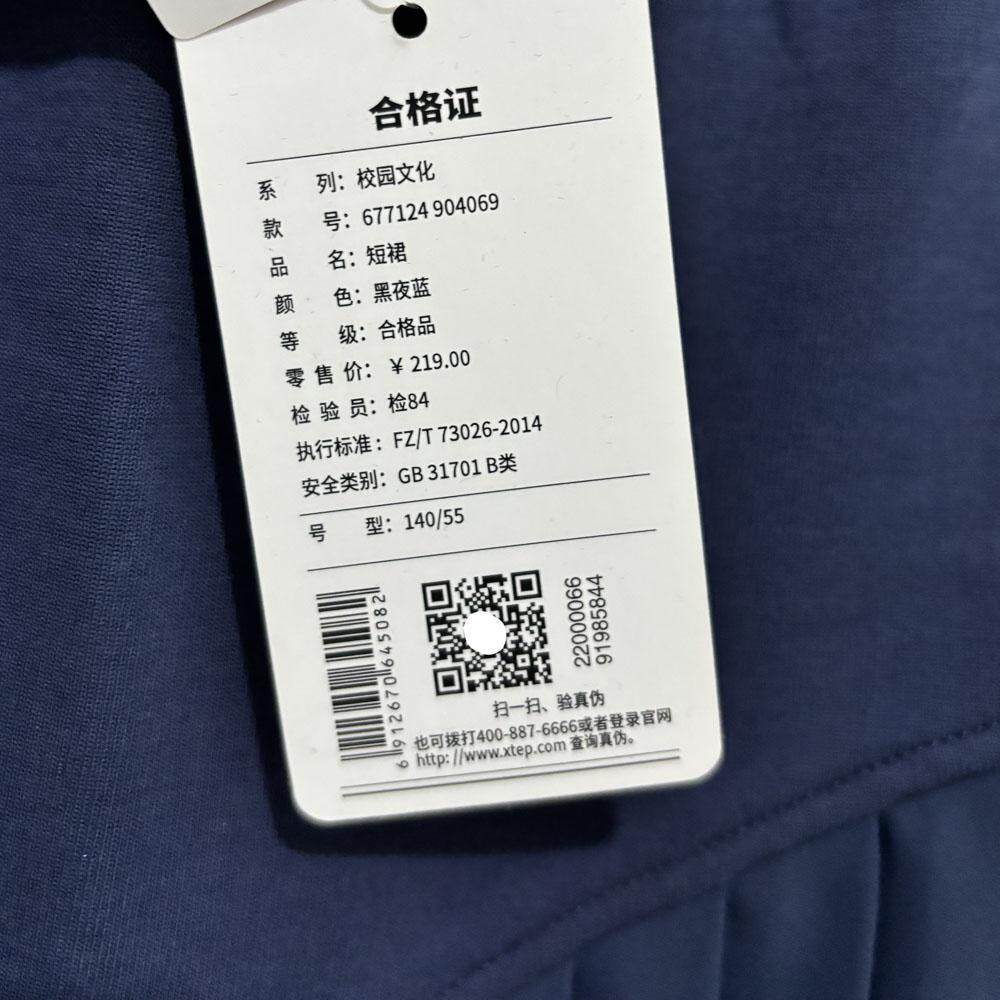 合格证
系 列：校园文化
款 号：677124 904069
品 名：短裙
颜 色：黑夜蓝
等 级：合格品
零 售 价：￥ 219.00
检 验 员：检84
执行标准：FZ/T 73026-2014
安全类别：GB 31701 B类
号 型：140/55
6 912670 645082
22000066
91985844
扫一扫、验真伪
也可拨打400-887-6666或者登录官网
http: //www.xtep.com 查询真伪。